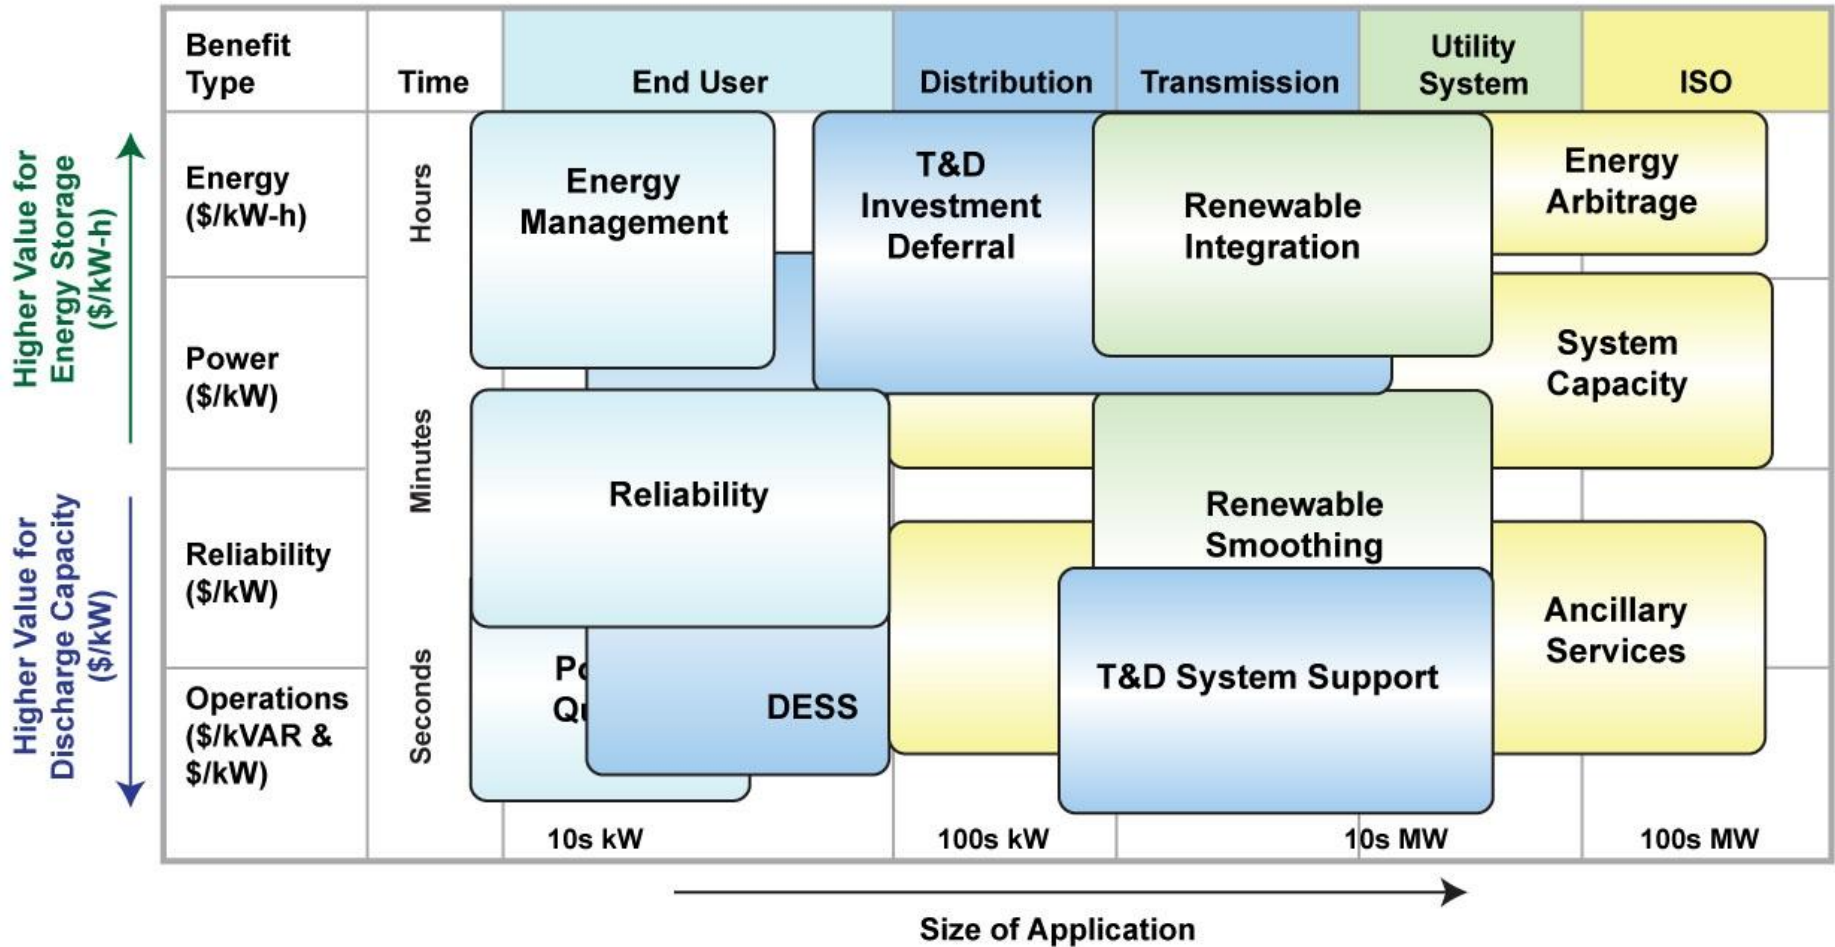 Benefit
Type
Time
End User
Distribution
Transmission
Utility
System
ISO
Higher Value for
Energy Storage
($/kW-h)
Higher Value for
Discharge Capacity
($/kW)
Energy
($/kW-h)
Power
($/kW)
Reliability
($/kW)
Operations
($/kVAR &
$/kW)
Hours
Minutes
Seconds
Energy
Management
T&D
Investment
Deferral
Renewable
Integration
Energy
Arbitrage
System
Capacity
Reliability
Renewable
Smoothing
Ancillary
Services
T&D System Support
DESS
10s kW
100s kW
10s MW
100s MW
Size of Application